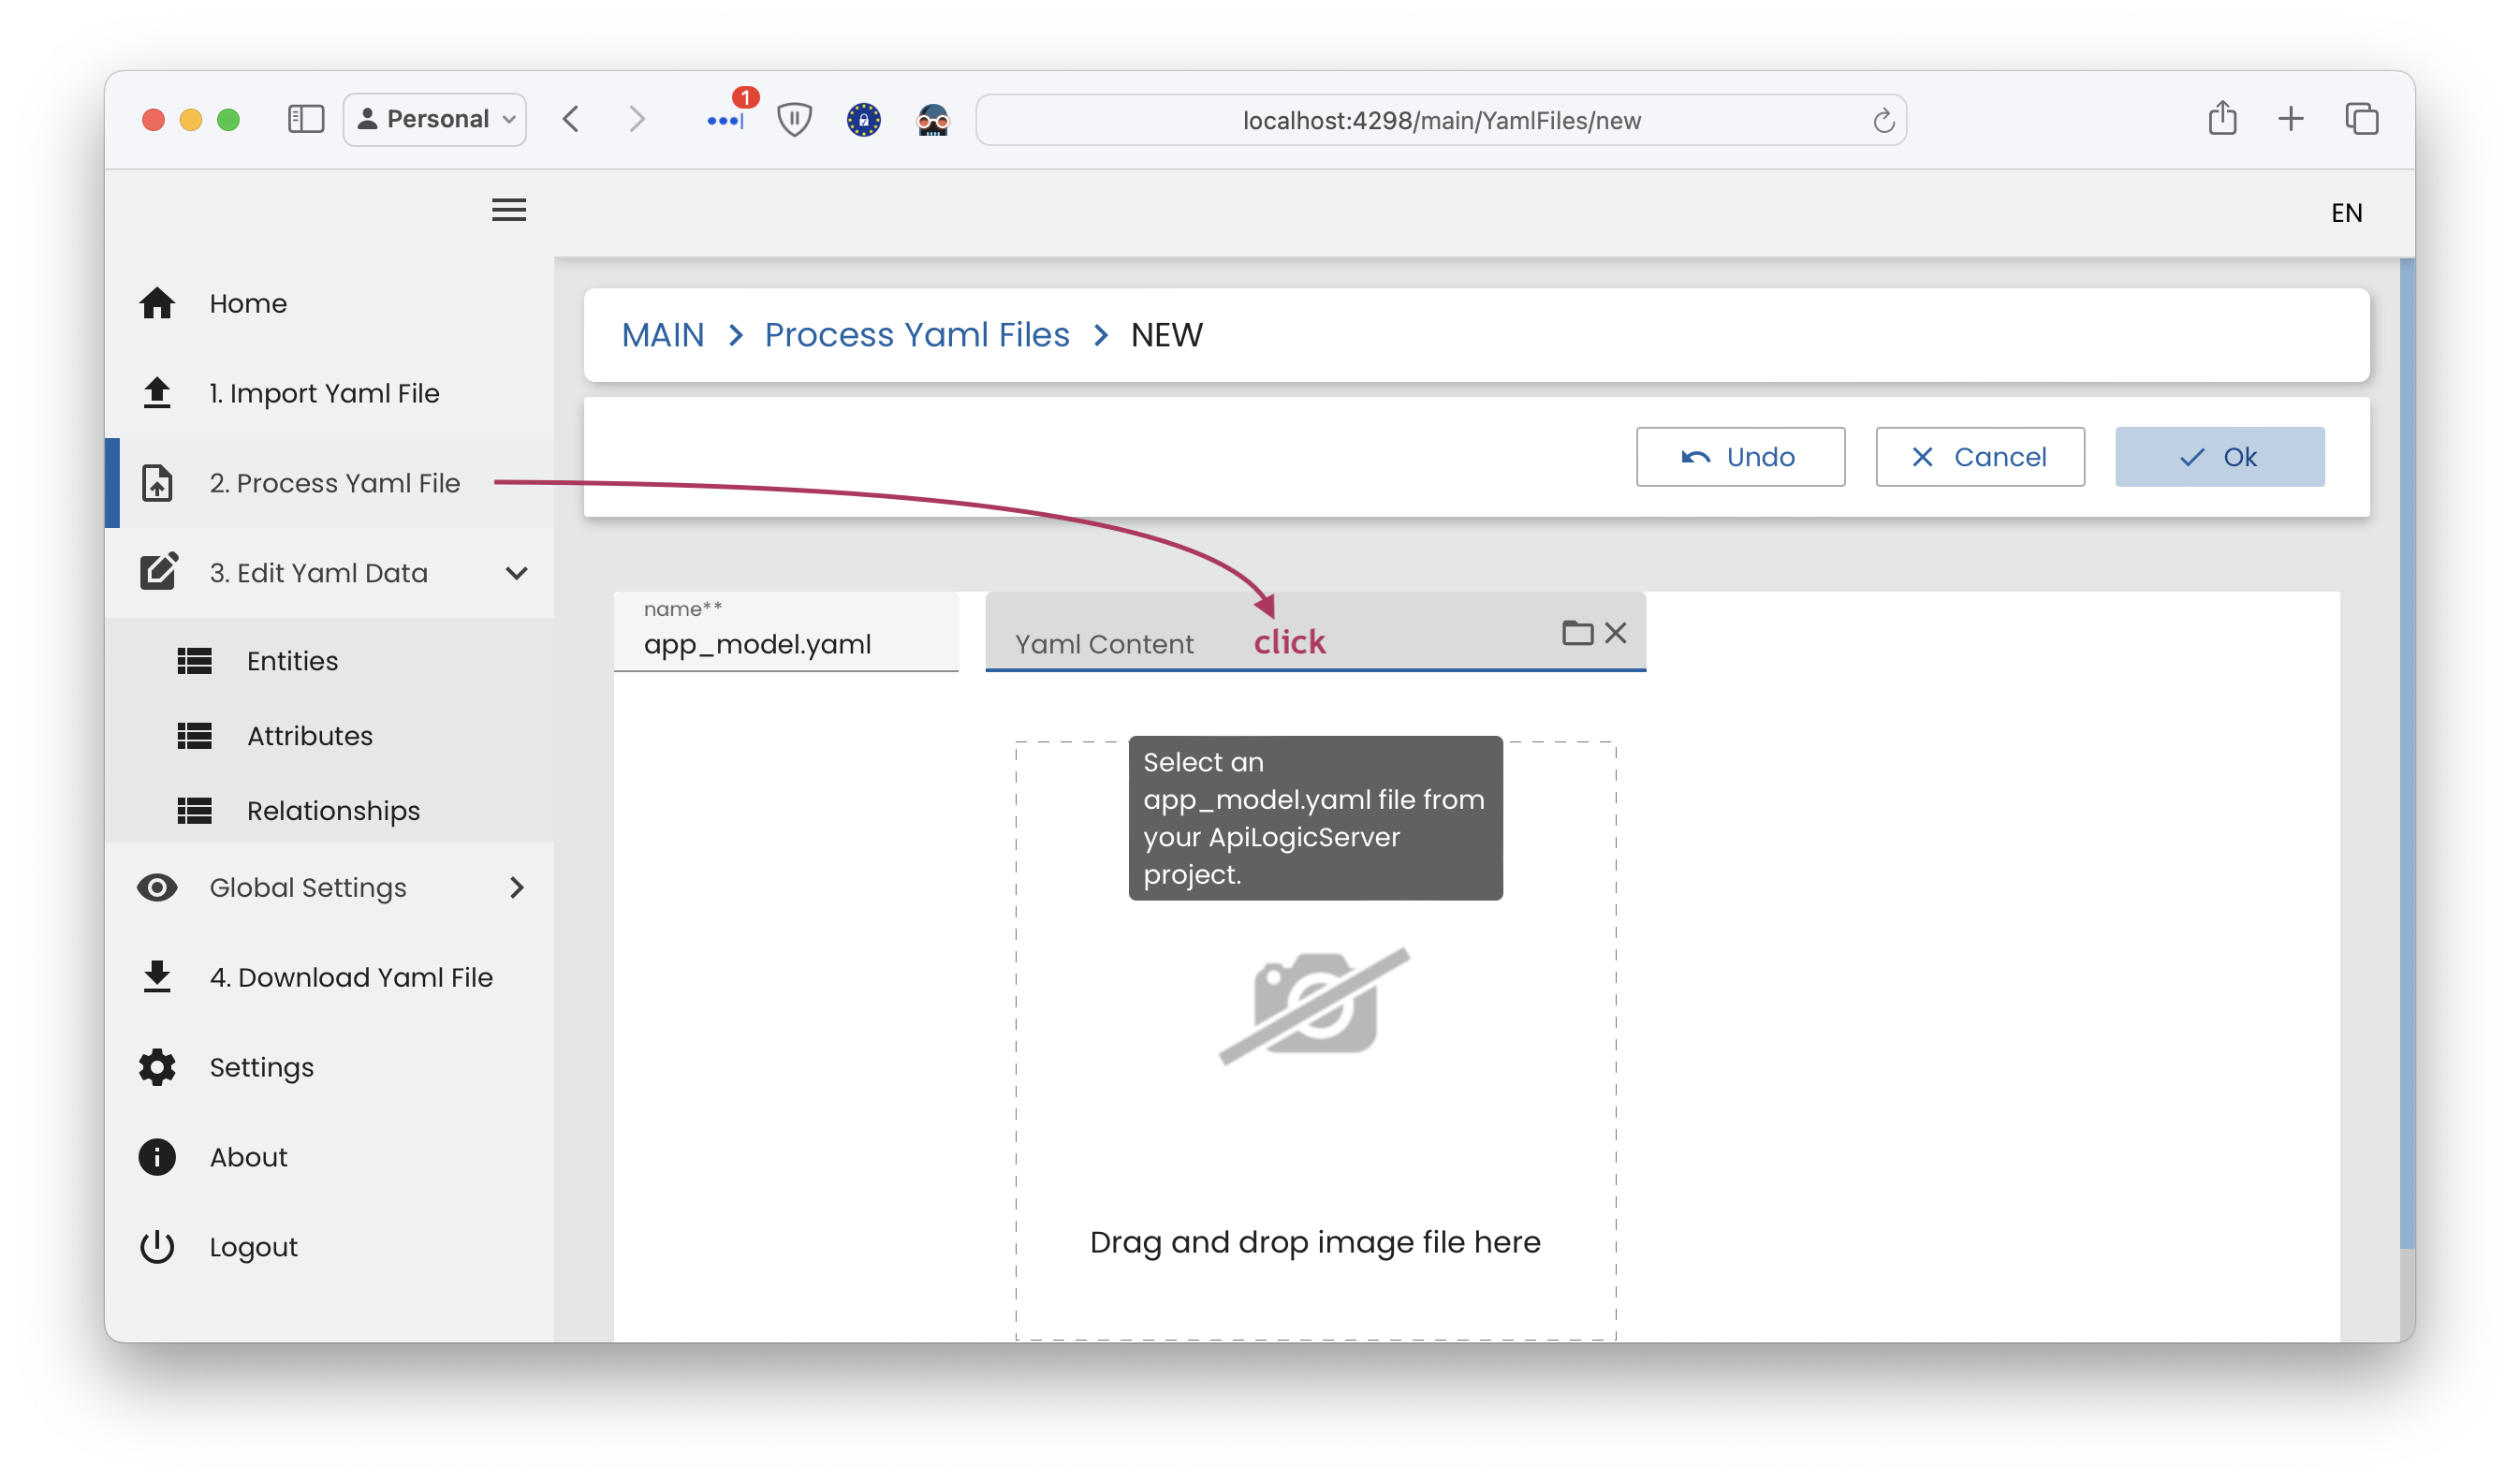 Personal
1
localhost:4298/main/YamlFiles/new
EN
Home
1. Import Yaml File
2. Process Yaml File
3. Edit Yaml Data
Entities
Attributes
Relationships
Global Settings
4. Download Yaml File
Settings
About
Logout
MAIN > Process Yaml Files > NEW
Undo
Cancel
Ok
name**
app_model.yaml
Yaml Content
click
Select an
app_model.yaml file from
your ApiLogicServer
project.
Drag and drop image file here